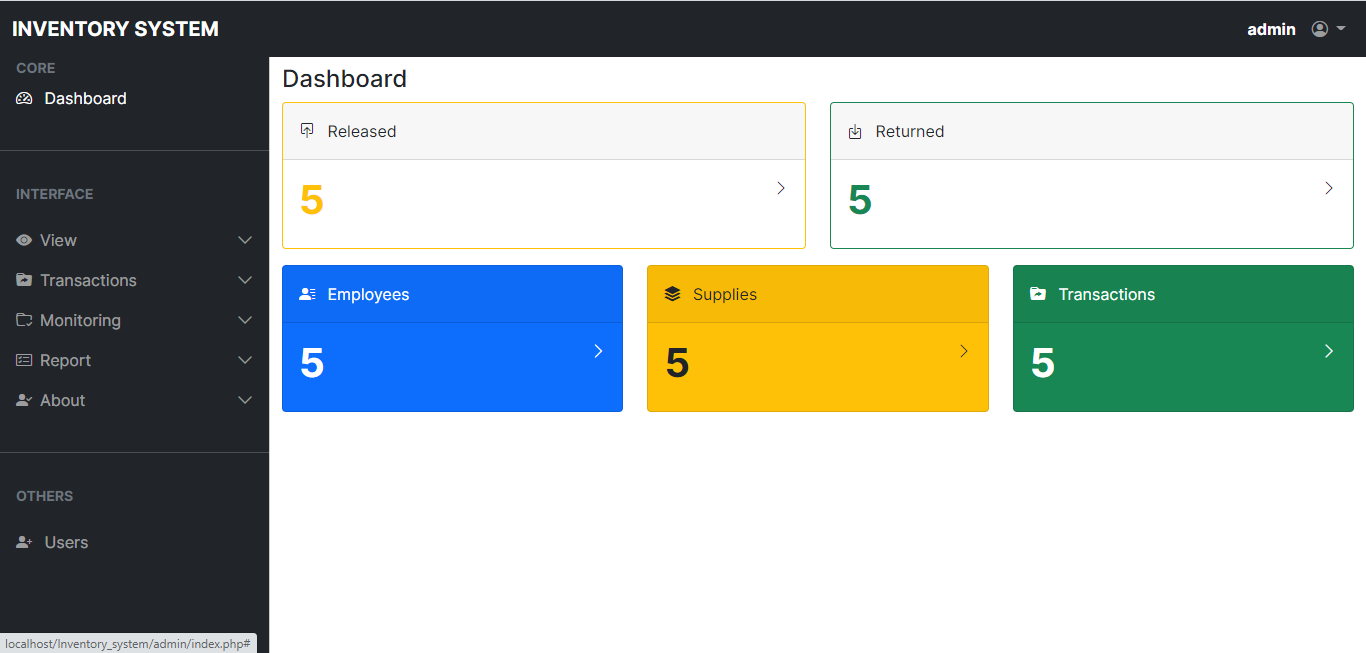 INVENTORY SYSTEM
admin
CORE
Dashboard
INTERFACE
View
Transactions
Monitoring
Report
About
OTHERS
Users
Dashboard
Released
5
Returned
5
Employees
5
Supplies
5
Transactions
5
localhost/Inventory_system/admin/index.php#